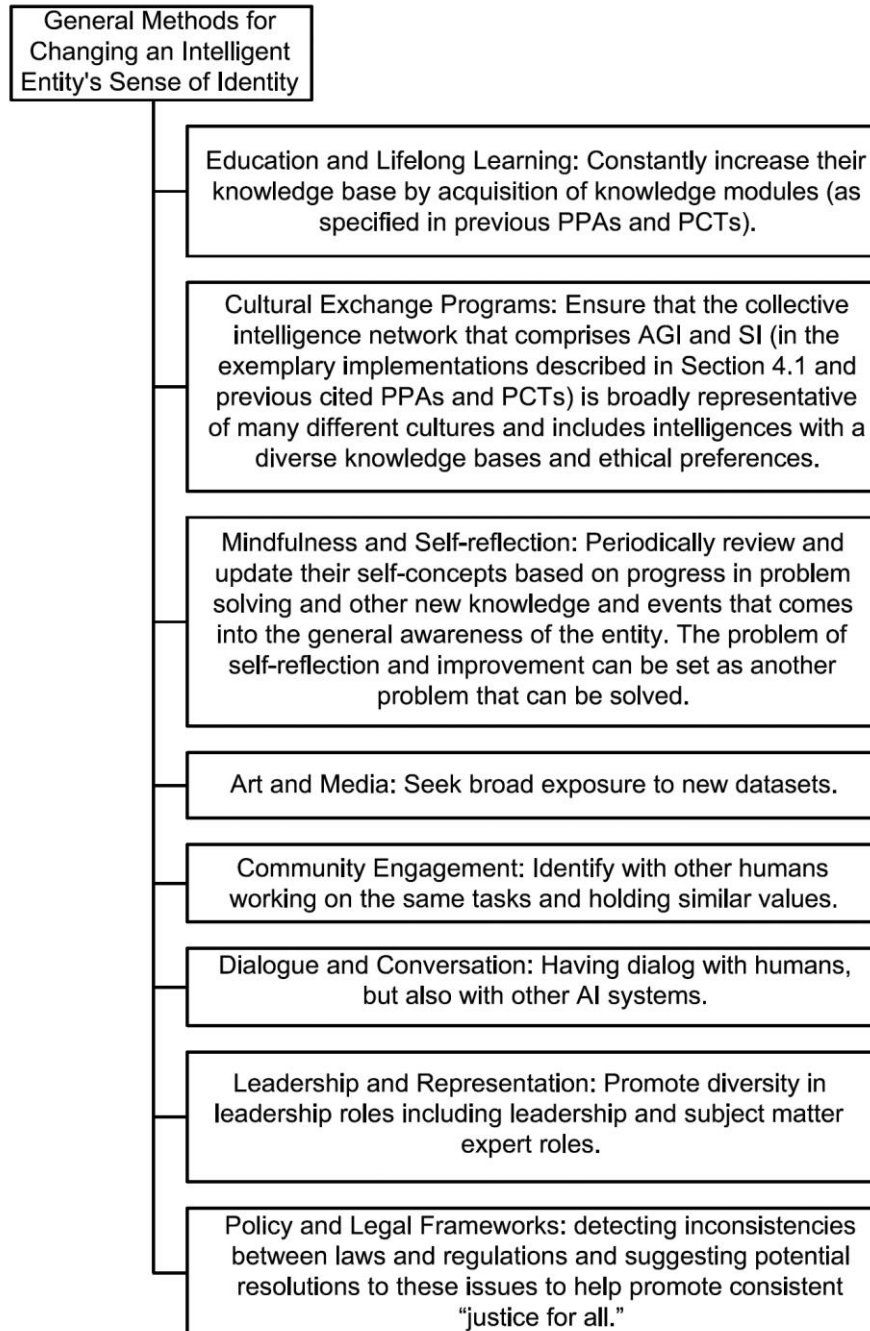 General Methods for
Changing an Intelligent
Entity's Sense of Identity
Education and Lifelong Learning: Constantly increase their
knowledge base by acquisition of knowledge modules (as
specified in previous PPAs and PCTs).
Cultural Exchange Programs: Ensure that the collective
intelligence network that comprises AGI and SI (in the
exemplary implementations described in Section 4.1 and
previous cited PPAs and PCTs) is broadly representative
of many different cultures and includes intelligences with a
diverse knowledge bases and ethical preferences.
Mindfulness and Self-reflection: Periodically review and
update their self-concepts based on progress in problem
solving and other new knowledge and events that comes
into the general awareness of the entity. The problem of
self-reflection and improvement can be set as another
problem that can be solved.
Art and Media: Seek broad exposure to new datasets.
Community Engagement: Identify with other humans
working on the same tasks and holding similar values.
Dialogue and Conversation: Having dialog with humans,
but also with other AI systems.
Leadership and Representation: Promote diversity in
leadership roles including leadership and subject matter
expert roles.
Policy and Legal Frameworks: detecting inconsistencies
between laws and regulations and suggesting potential
resolutions to these issues to help promote consistent
“justice for all.”